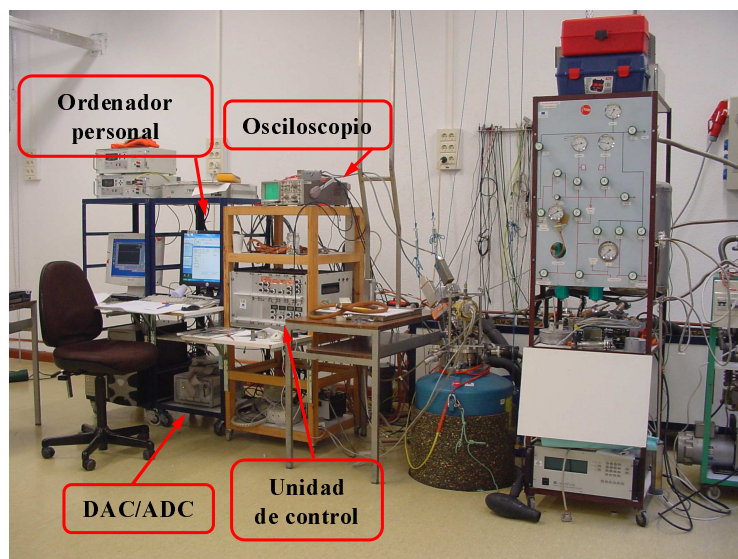 Ordenador
personal
Osciloscopio
DAC/ADC
Unidad
de control